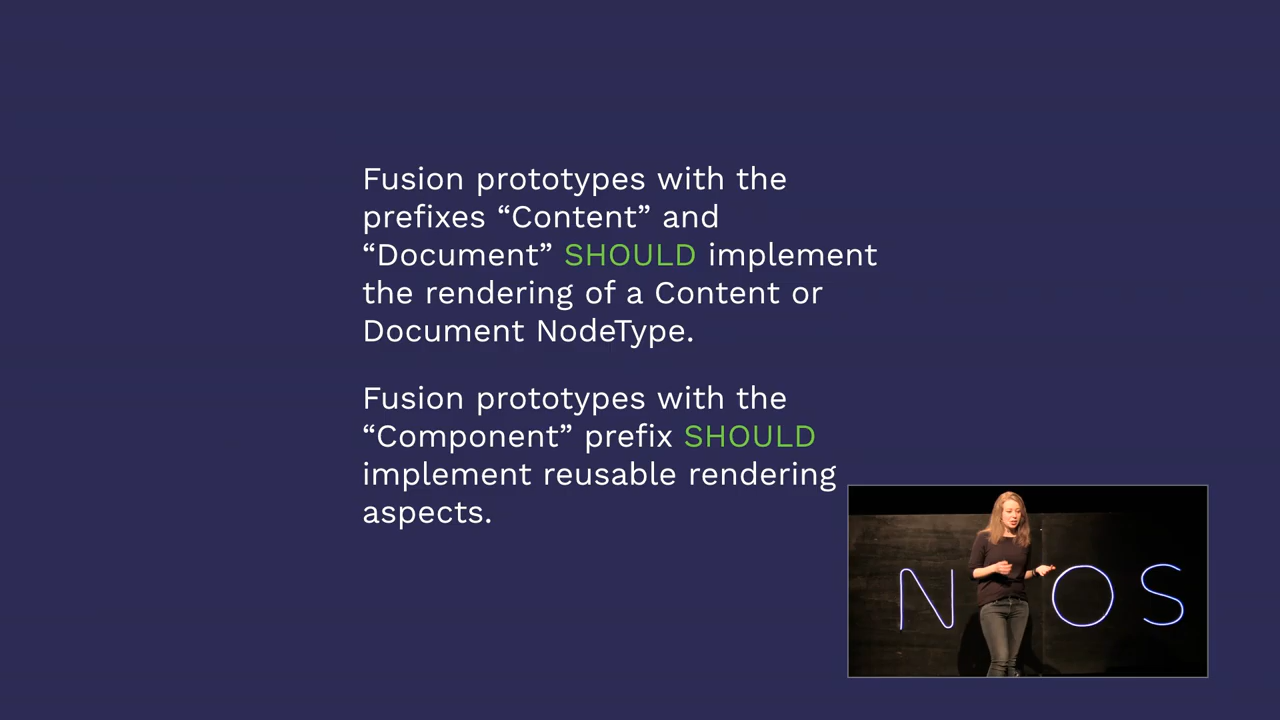 Fusion prototypes with the
prefixes “Content” and
“Document” SHOULD implement
the rendering of a Content or
Document NodeType.
Fusion prototypes with the
“Component” prefix SHOULD
implement reusable rendering
aspects.
N OS